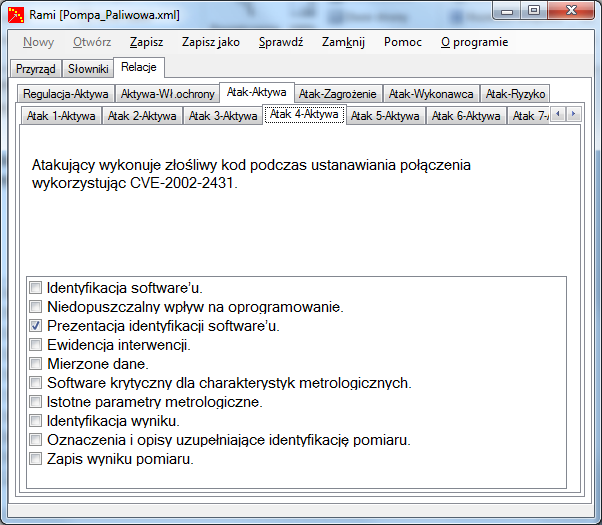 Rami [Pompa_Paliwowa.xml]
Nowy Otwórz Zapisz Zapisz jako Sprawdź Zamknij Pomoc O programie
Przyrząd Słowniki Relacje
Regulacja-Aktywa Aktywa-Wł.ochrony Atak-Aktywa Atak-Zagrożenie Atak-Wykonawca Atak-Ryzyko
Atak 1-Aktywa Atak 2-Aktywa Atak 3-Aktywa Atak 4-Aktywa Atak 5-Aktywa Atak 6-Aktywa Atak 7-
Atakujący wykonuje złośliwy kod podczas ustanawiania połączenia
wykorzystując CVE-2002-2431.
Identyfikacja software'u.
Niedopuszczalny wpływ na oprogramowanie.
Prezentacja identyfikacji software'u.
Ewidencja interwencji.
Mierzone dane.
Software krytyczny dla charakterystyk metrologicznych.
Istotne parametry metrologiczne.
Identyfikacja wyniku.
Oznaczenia i opisy uzupełniające identyfikację pomiaru.
Zapis wyniku pomiaru.